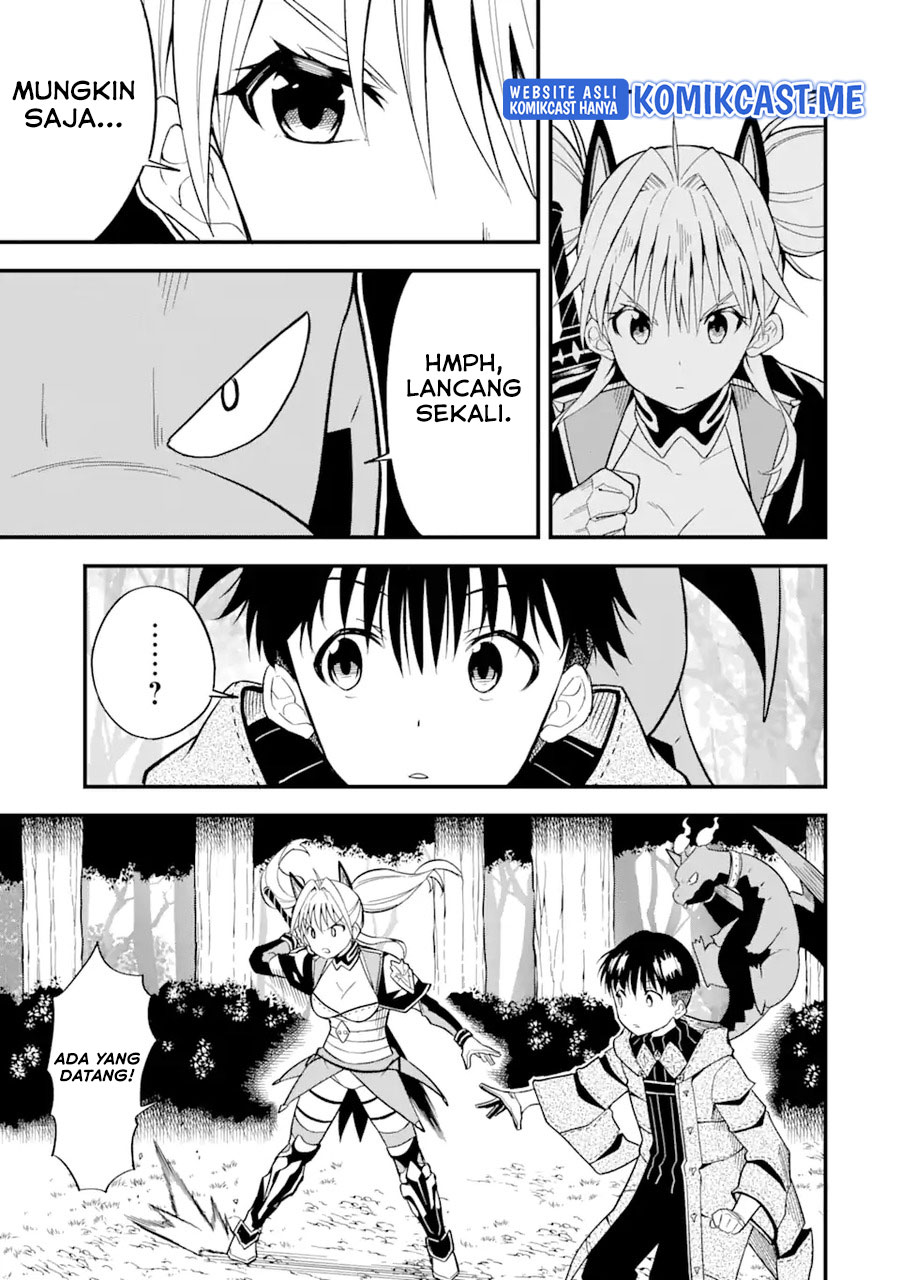 WEBSITE ASLI
KOMIKCAST HANYA
KOMIKCAST.ME
MUNGKIN
SAJA...
HMPH,
LANCANG
SEKALI.
......?
ADA YANG
DATANG!